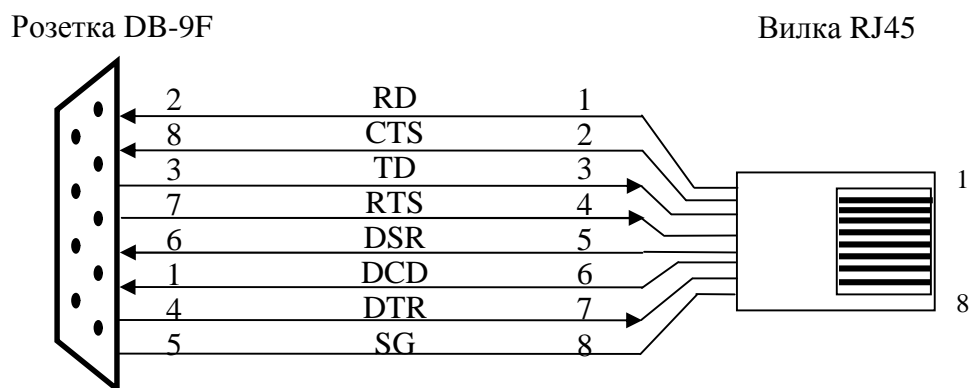 Розетка DB-9F Вилка RJ45
2 RD 1
8 CTS 2
3 TD 3
7 RTS 4
6 DSR 5
1 DCD 6
4 DTR 7
5 SG 8
1
8